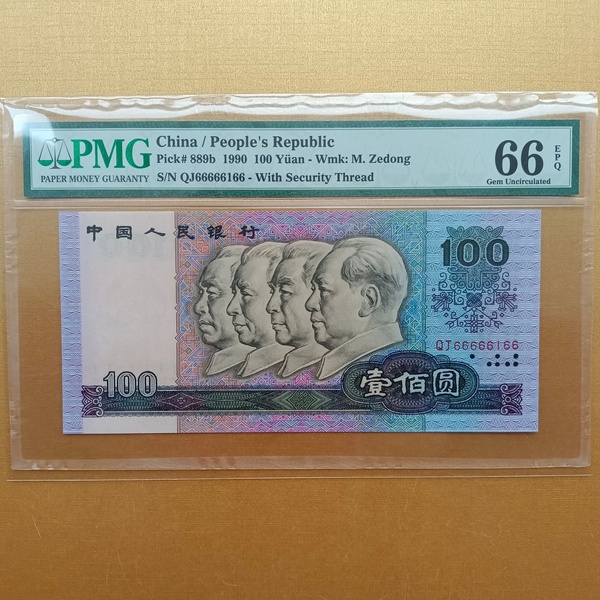 PMG
PAPER MONEY GUARANTY
China / People's Republic
Pick# 889b 1990 100 Yüan - Wmk: M. Zedong
S/N QJ66666166 - With Security Thread
66 EPQ
Gem Uncirculated
中国人民银行
100
QJ66666166
100
壹佰圆